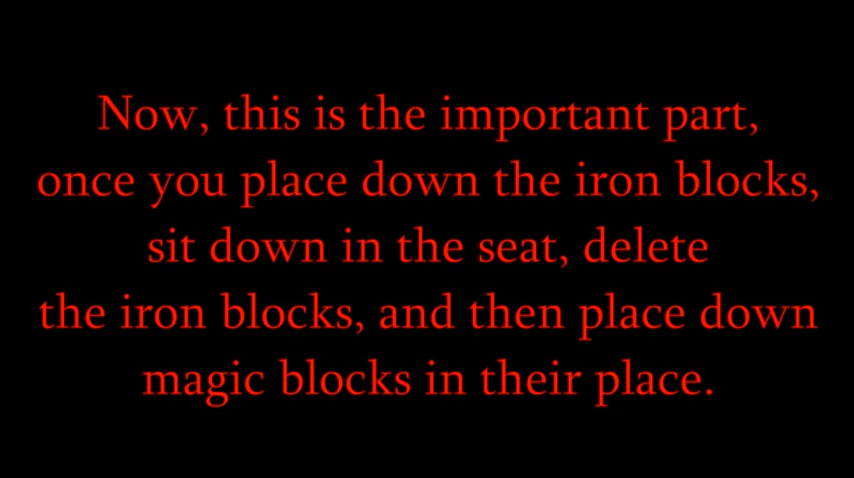 Now, this is the important part,
once you place down the iron blocks,
sit down in the seat, delete
the iron blocks, and then place down
magic blocks in their place.